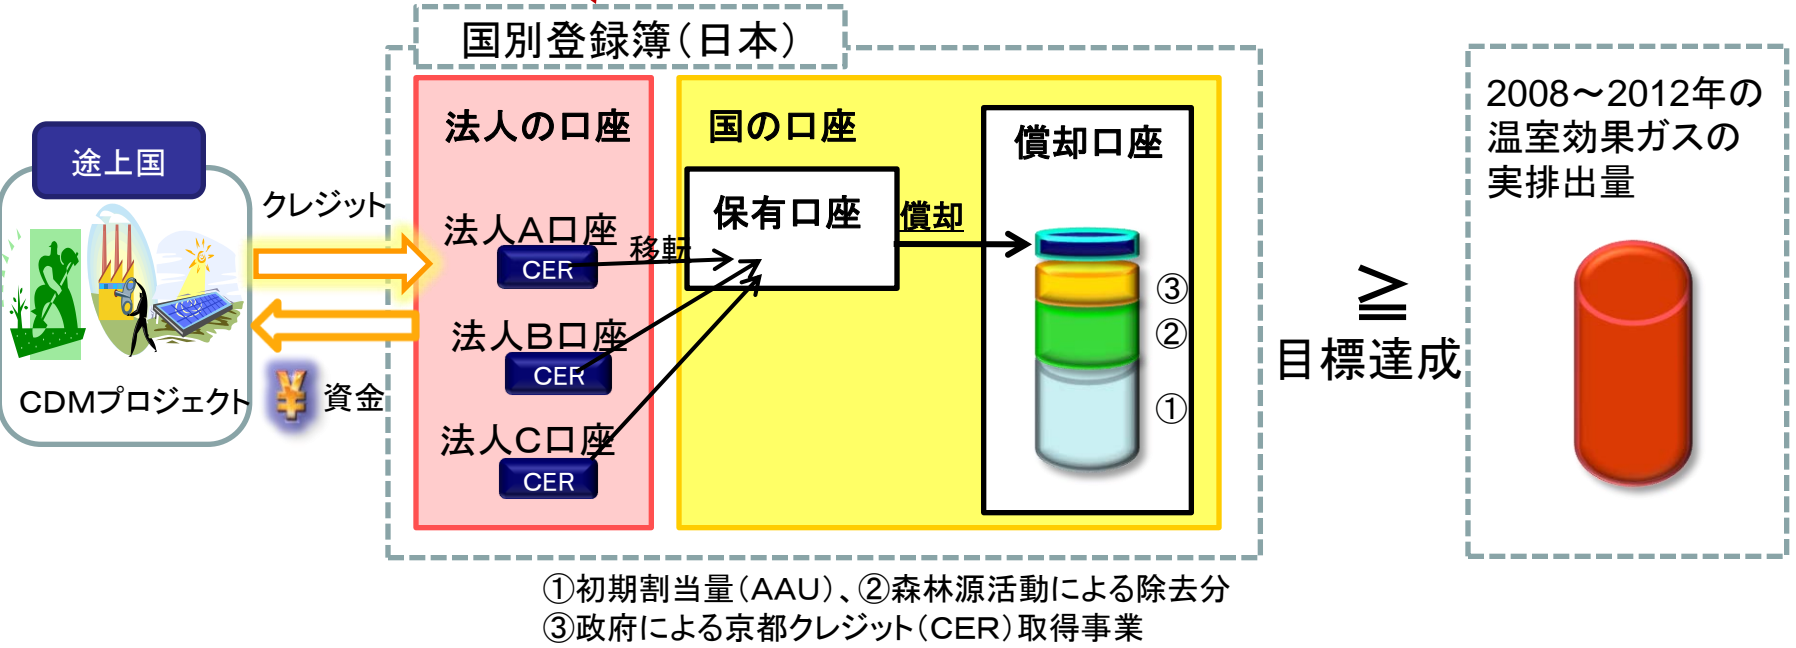 国別登録簿（日本）
途上国
CDMプロジェクト
クレジット
¥
資金
法人の口座
法人A口座
CER
移転
法人B口座
CER
法人C口座
CER
国の口座
保有口座
償却
償却口座
③
②
①
≧
目標達成
2008～2012年の
温室効果ガスの
実排出量
①初期割当量（AAU）、②森林源活動による除去分
③政府による京都クレジット（CER）取得事業